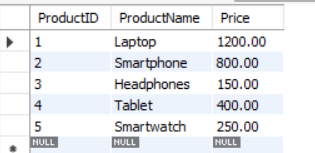 ProductID ProductName Price
1 Laptop 1200.00
2 Smartphone 800.00
3 Headphones 150.00
4 Tablet 400.00
5 Smartwatch 250.00
NULL NULL NULL